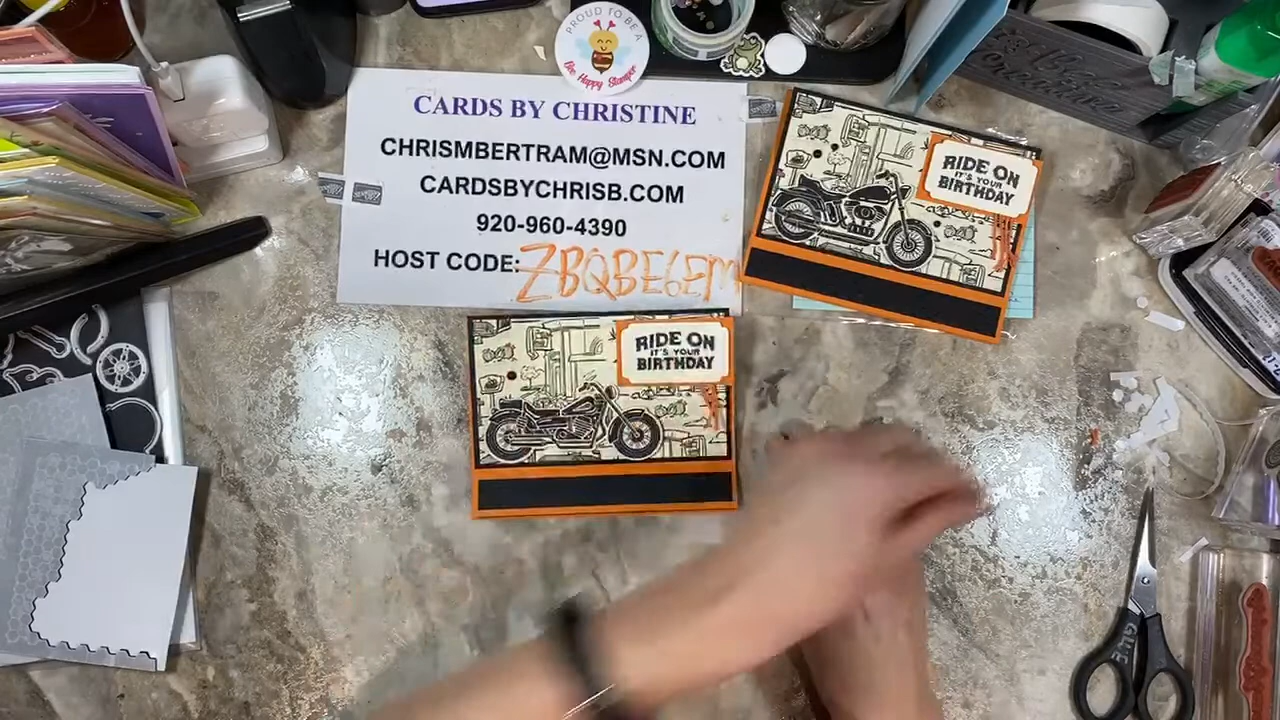 PROUD TO BE A
Bee Happy Stamper
CARDS BY CHRISTINE
CHRISMBERTRAM@MSN.COM
CARDSBYCHRISB.COM
920-960-4390
HOST CODE: ZBQBE6EM
RIDE ON
IT'S YOUR
BIRTHDAY
RIDE ON
IT'S YOUR
BIRTHDAY